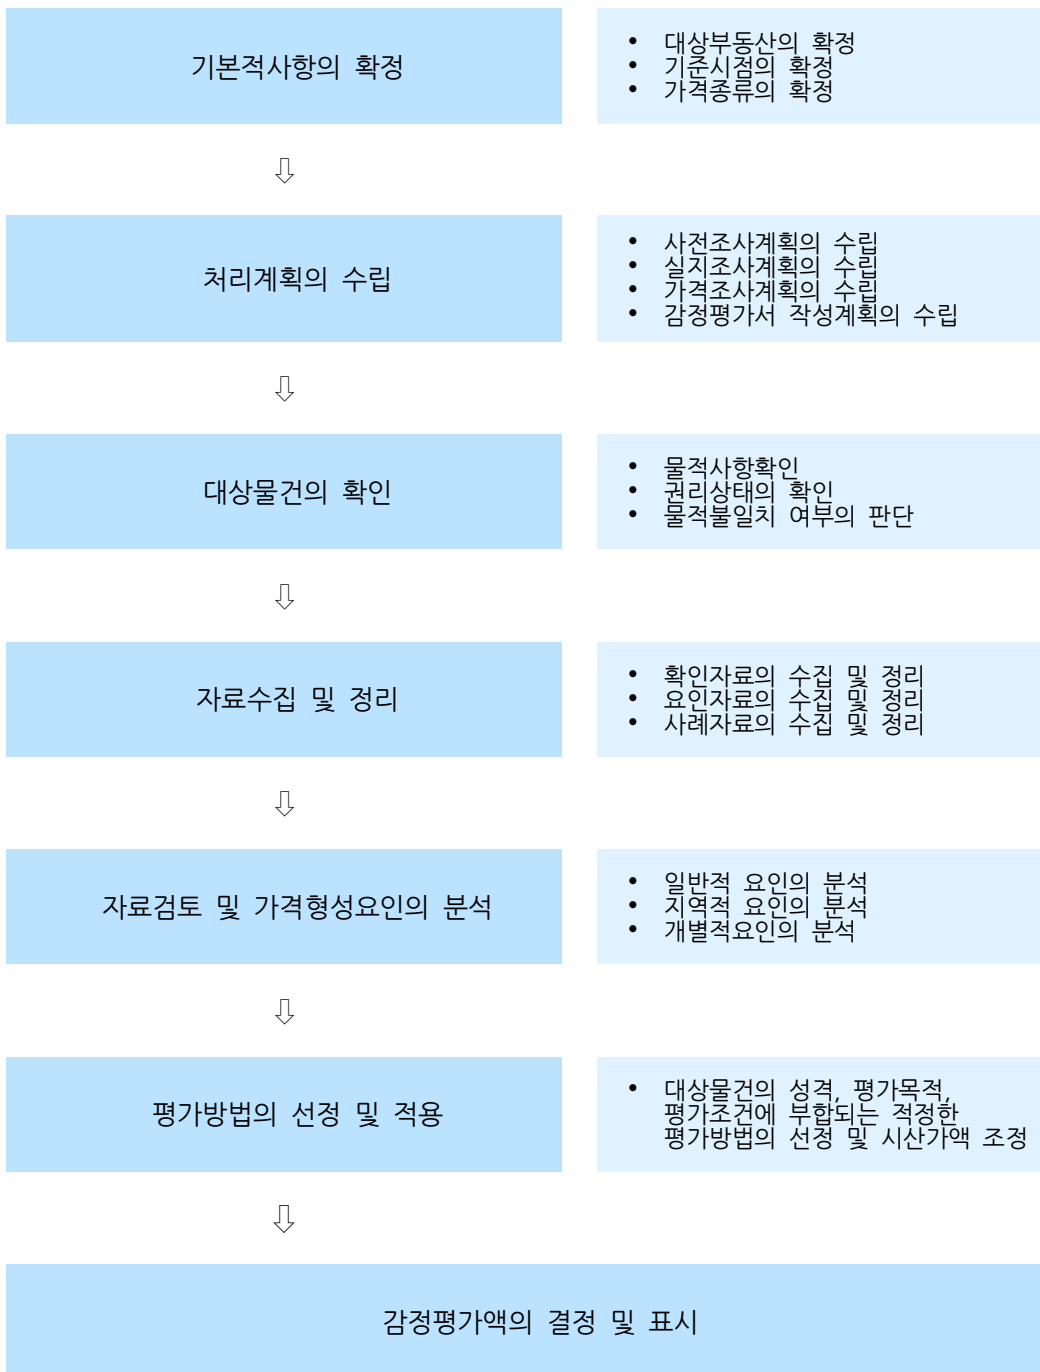 기본적사항의 확정
• 대상부동산의 확정
• 기준시점의 확정
• 가격종류의 확정
⇩
처리계획의 수립
• 사전조사계획의 수립
• 실지조사계획의 수립
• 가격조사계획의 수립
• 감정평가서 작성계획의 수립
⇩
대상물건의 확인
• 물적사항확인
• 권리상태의 확인
• 물적불일치 여부의 판단
⇩
자료수집 및 정리
• 확인자료의 수집 및 정리
• 요인자료의 수집 및 정리
• 사례자료의 수집 및 정리
⇩
자료검토 및 가격형성요인의 분석
• 일반적 요인의 분석
• 지역적 요인의 분석
• 개별적요인의 분석
⇩
평가방법의 선정 및 적용
• 대상물건의 성격, 평가목적,
평가조건에 부합되는 적정한
평가방법의 선정 및 시산가액 조정
⇩
감정평가액의 결정 및 표시